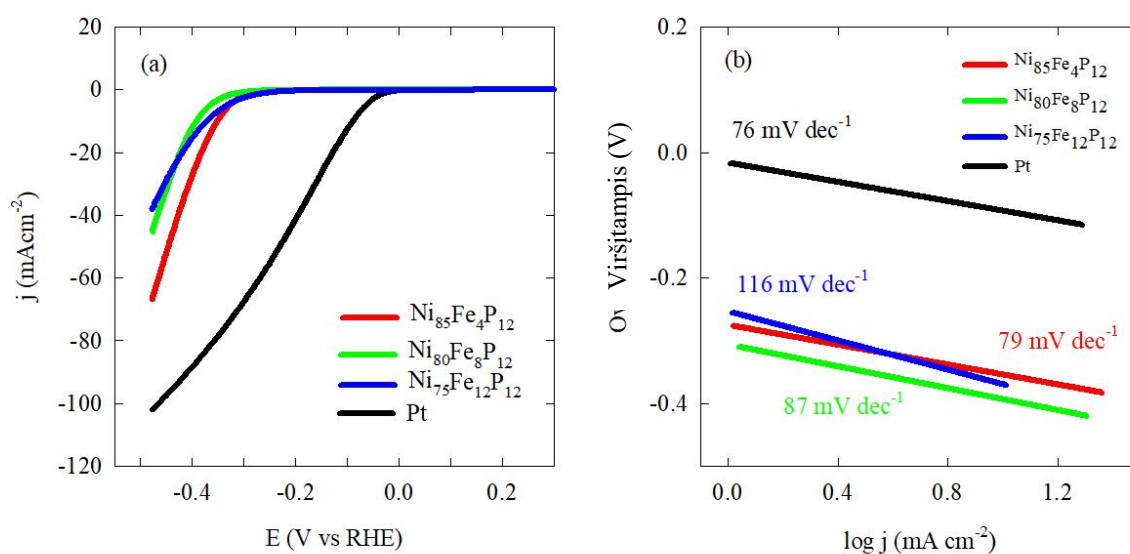 (a)
20
0
-20
-40
-60
-80
-100
-120
j (mAcm-2)
-0.4
-0.2
0.0
0.2
E (V vs RHE)
Ni85Fe4P12
Ni80Fe8P12
Ni75Fe12P12
Pt
(b)
0.2
0.0
-0.2
-0.4
Viršįtampis (V)
0.0
0.4
0.8
1.2
log j (mA cm-2)
Ni85Fe4P12
Ni80Fe8P12
Ni75Fe12P12
Pt
76 mV dec-1
116 mV dec-1
79 mV dec-1
87 mV dec-1